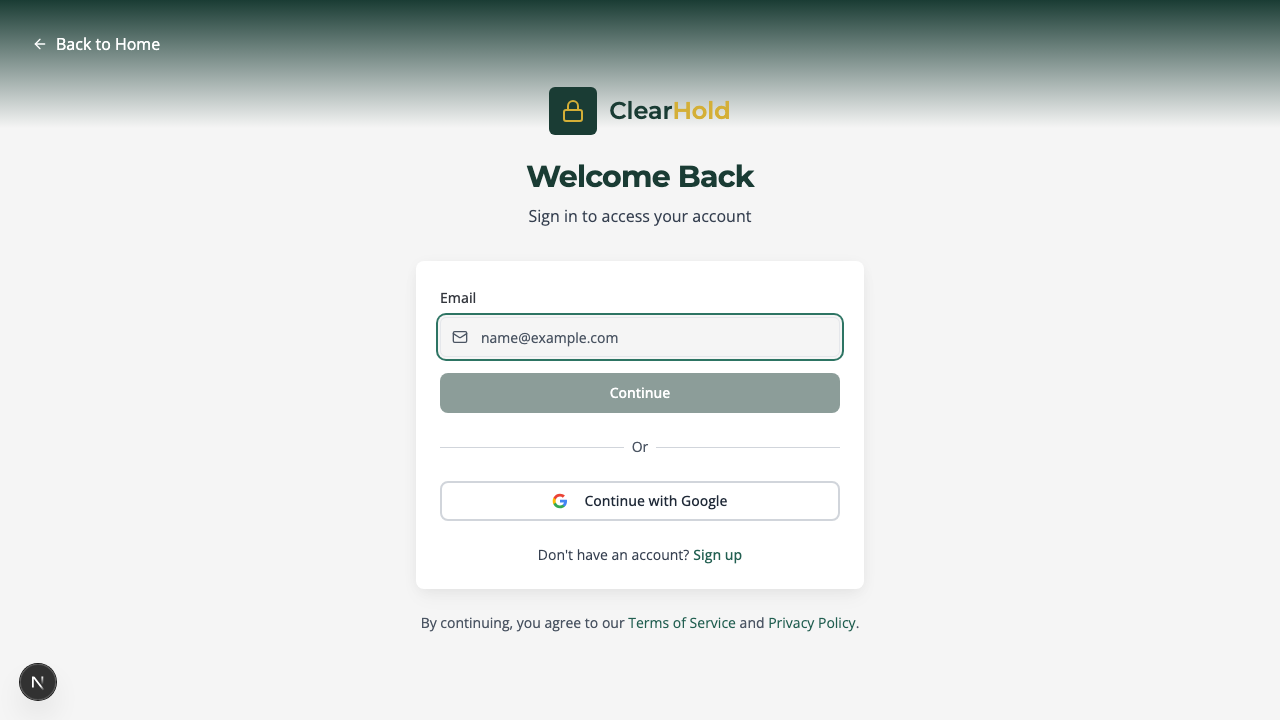 Back to Home
ClearHold
Welcome Back
Sign in to access your account
Email
name@example.com
Continue
Or
Continue with Google
Don't have an account? Sign up
By continuing, you agree to our Terms of Service and Privacy Policy.
N